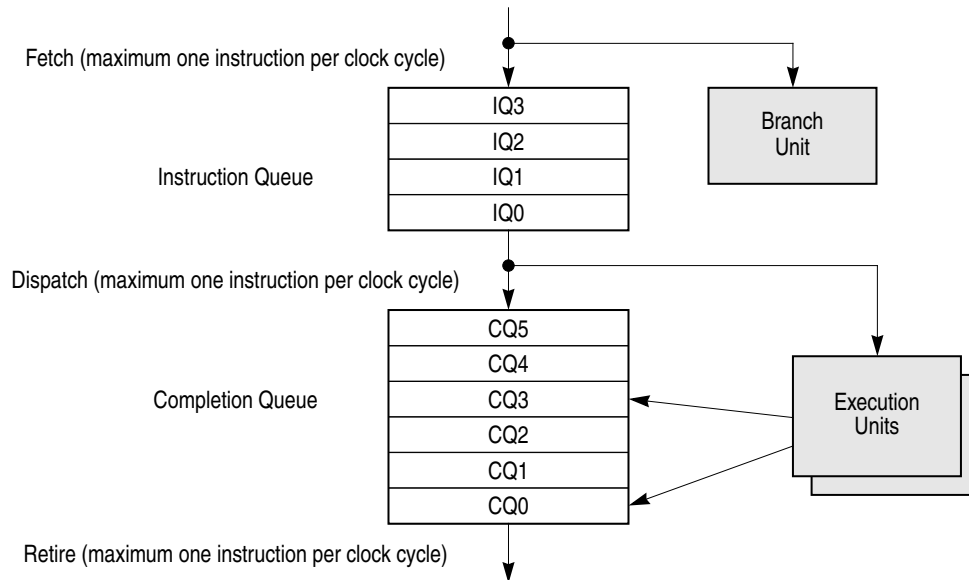 Fetch (maximum one instruction per clock cycle)
IQ3
IQ2
IQ1
IQ0
Instruction Queue
Branch
Unit
Dispatch (maximum one instruction per clock cycle)
CQ5
CQ4
CQ3
CQ2
CQ1
CQ0
Completion Queue
Execution
Units
Retire (maximum one instruction per clock cycle)